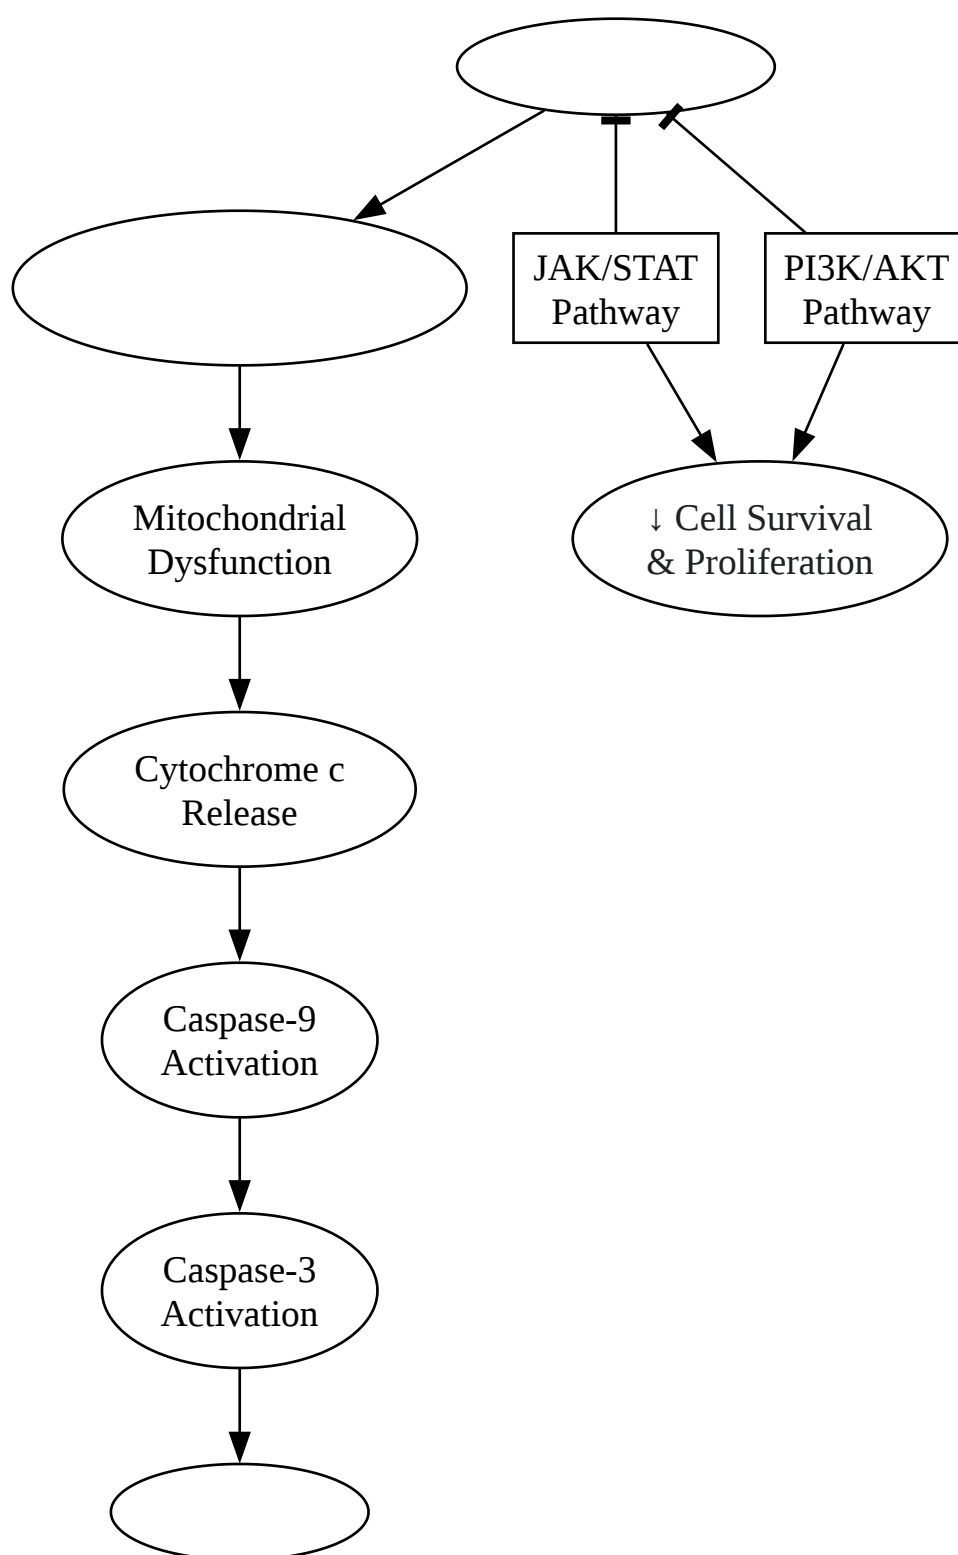 JAK/STAT
Pathway
PI3K/AKT
Pathway
Mitochondrial
Dysfunction
↓ Cell Survival
& Proliferation
Cytochrome c
Release
Caspase-9
Activation
Caspase-3
Activation